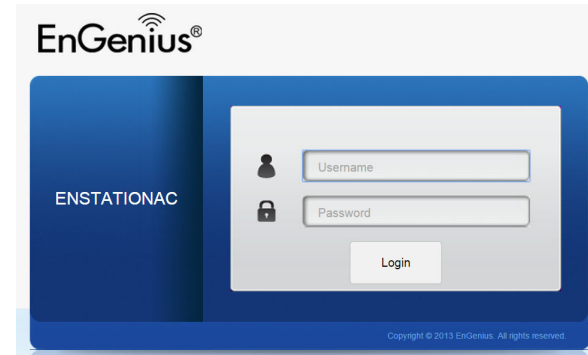 EnGenius®
ENSTATIONAC
Username
Password
Login
Copyright © 2013 EnGenius. All rights reserved.